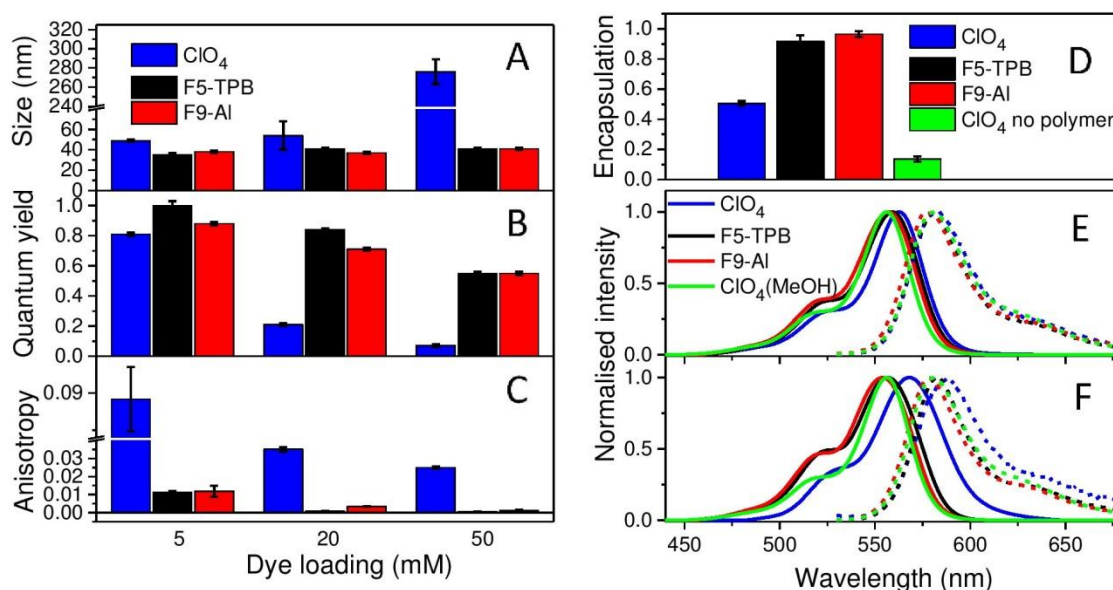 A
Size (nm)
320
300
280
260
240
60
40
20
0
ClO₄
F5-TPB
F9-Al
B
Quantum yield
1.0
0.8
0.6
0.4
0.2
0.0
C
Anisotropy
0.09
0.03
0.02
0.01
0.00
5 20 50
Dye loading (mM)
D
Encapsulation
1.0
0.8
0.6
0.4
0.2
0.0
ClO₄
F5-TPB
F9-Al
ClO₄ no polymer
E
Normalised intensity
1.0
0.5
0.0
ClO₄
F5-TPB
F9-Al
ClO₄(MeOH)
F
1.0
0.5
0.0
450 500 550 600 650
Wavelength (nm)